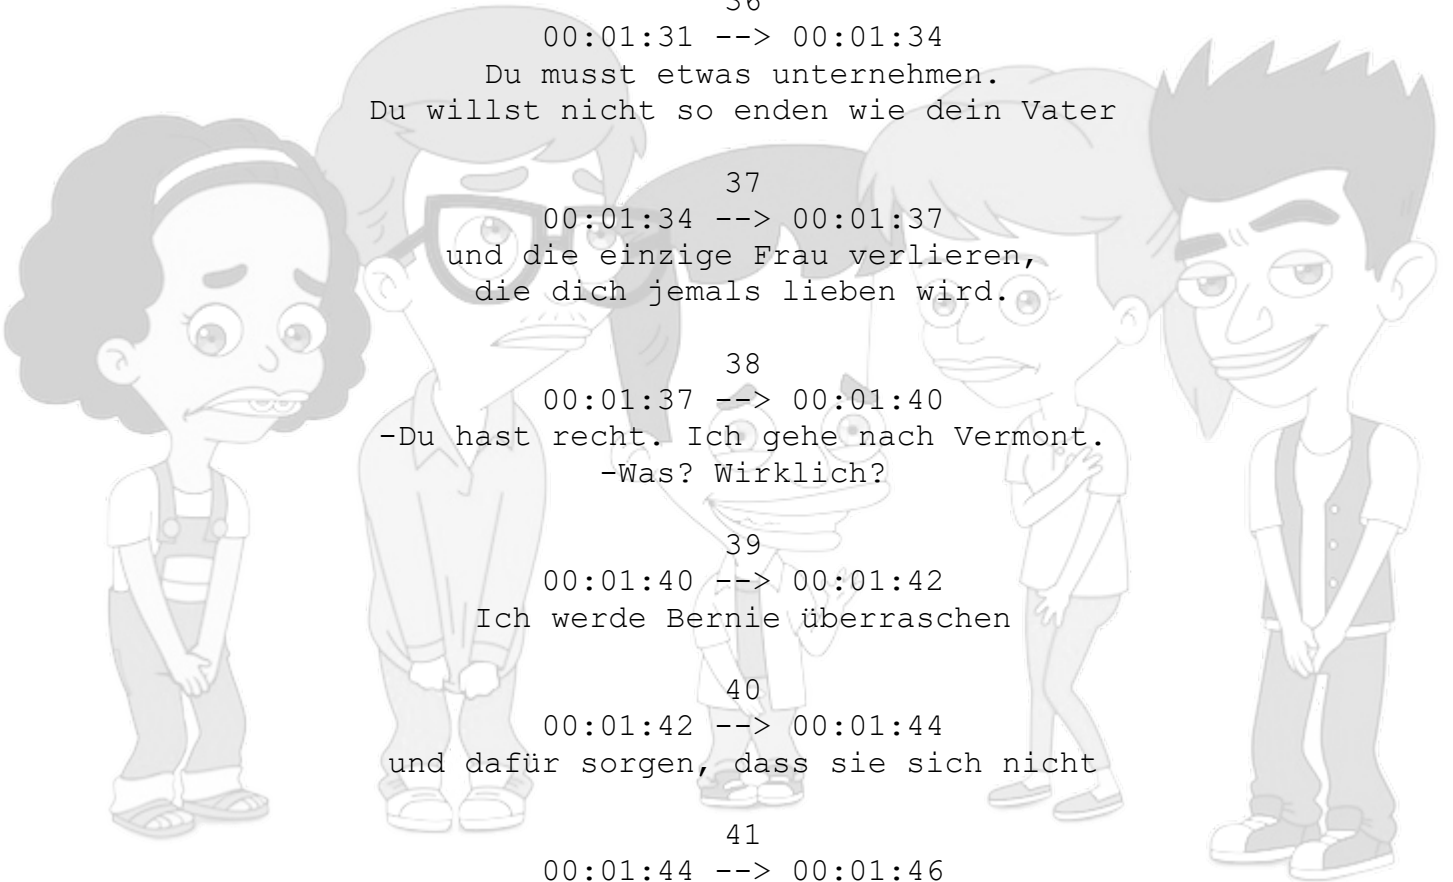 36
00:01:31 --> 00:01:34
Du musst etwas unternehmen.
Du willst nicht so enden wie dein Vater
37
00:01:34 --> 00:01:37
und die einzige Frau verlieren,
die dich jemals lieben wird.
38
00:01:37 --> 00:01:40
-Du hast recht. Ich gehe nach Vermont.
-Was? Wirklich?
39
00:01:40 --> 00:01:42
Ich werde Bernie überraschen
40
00:01:42 --> 00:01:44
und dafür sorgen, dass sie sich nicht
41
00:01:44 --> 00:01:46